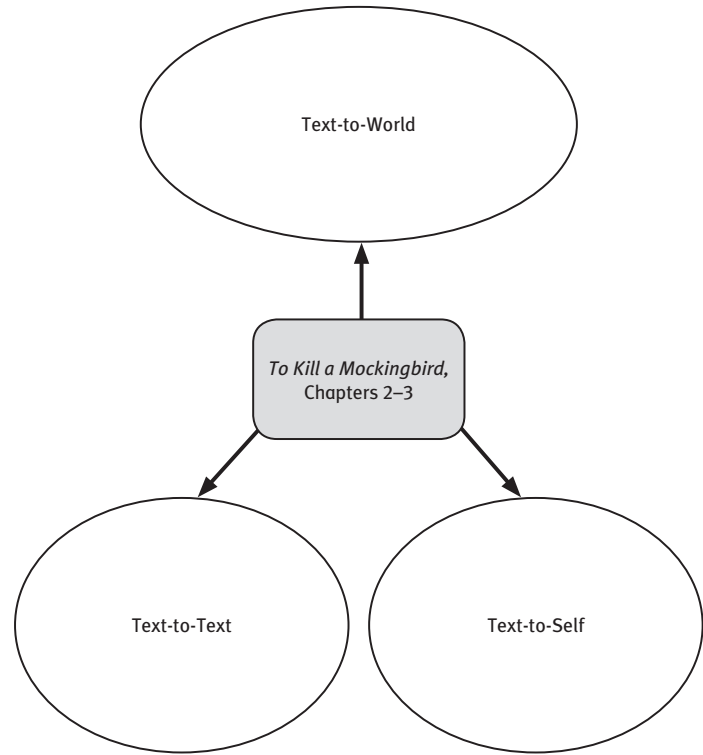 Text-to-World
To Kill a Mockingbird,
Chapters 2–3
Text-to-Text
Text-to-Self